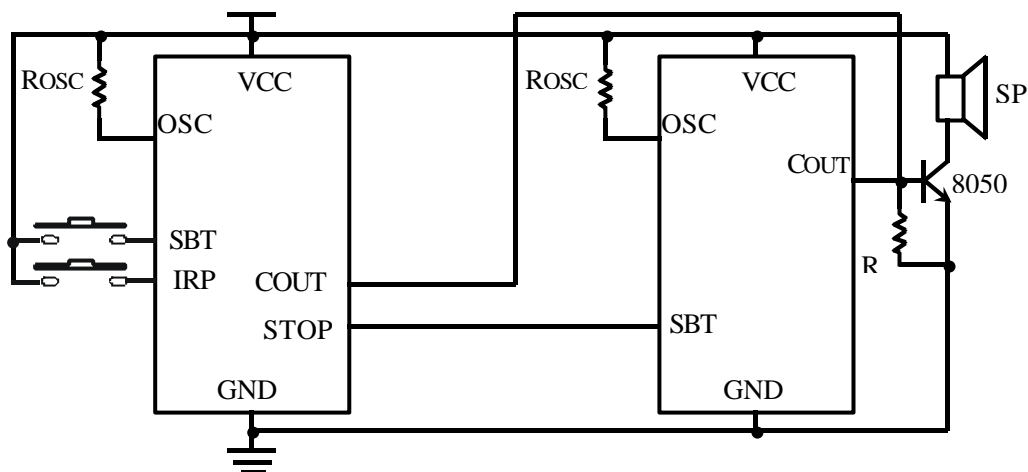 VCC
VCC
ROSC
ROSC
SP
OSC
OSC
COUT
8050
SBT
R
IRP
COUT
STOP
SBT
GND
GND